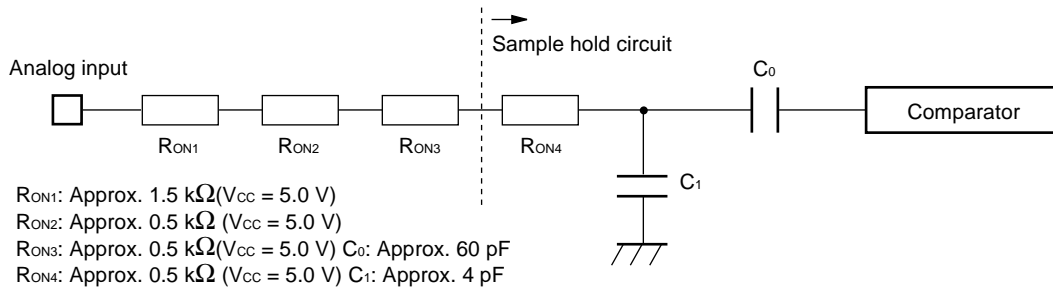 Sample hold circuit
Analog input
C0
Comparator
RON1 RON2 RON3 RON4
C1
RON1: Approx. 1.5 kΩ(VCC = 5.0 V)
RON2: Approx. 0.5 kΩ (VCC = 5.0 V)
RON3: Approx. 0.5 kΩ(VCC = 5.0 V) C0: Approx. 60 pF
RON4: Approx. 0.5 kΩ (VCC = 5.0 V) C1: Approx. 4 pF